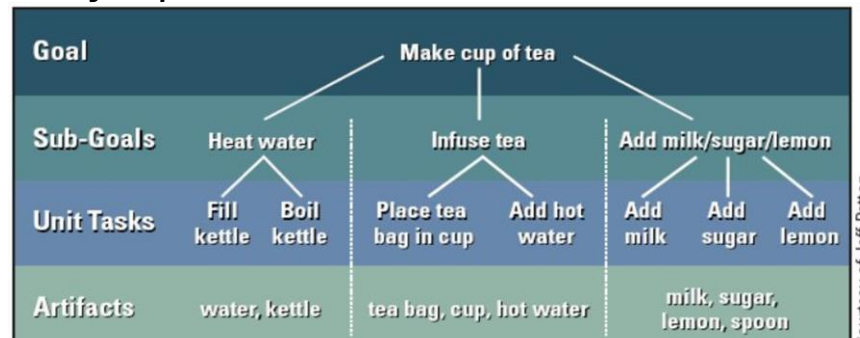 Goal
Make cup of tea
Sub-Goals
Heat water
Infuse tea
Add milk/sugar/lemon
Unit Tasks
Fill
kettle
Boil
kettle
Place tea
bag in cup
Add hot
water
Add
milk
Add
sugar
Add
lemon
Artifacts
water, kettle
tea bag, cup, hot water
milk, sugar,
lemon, spoon